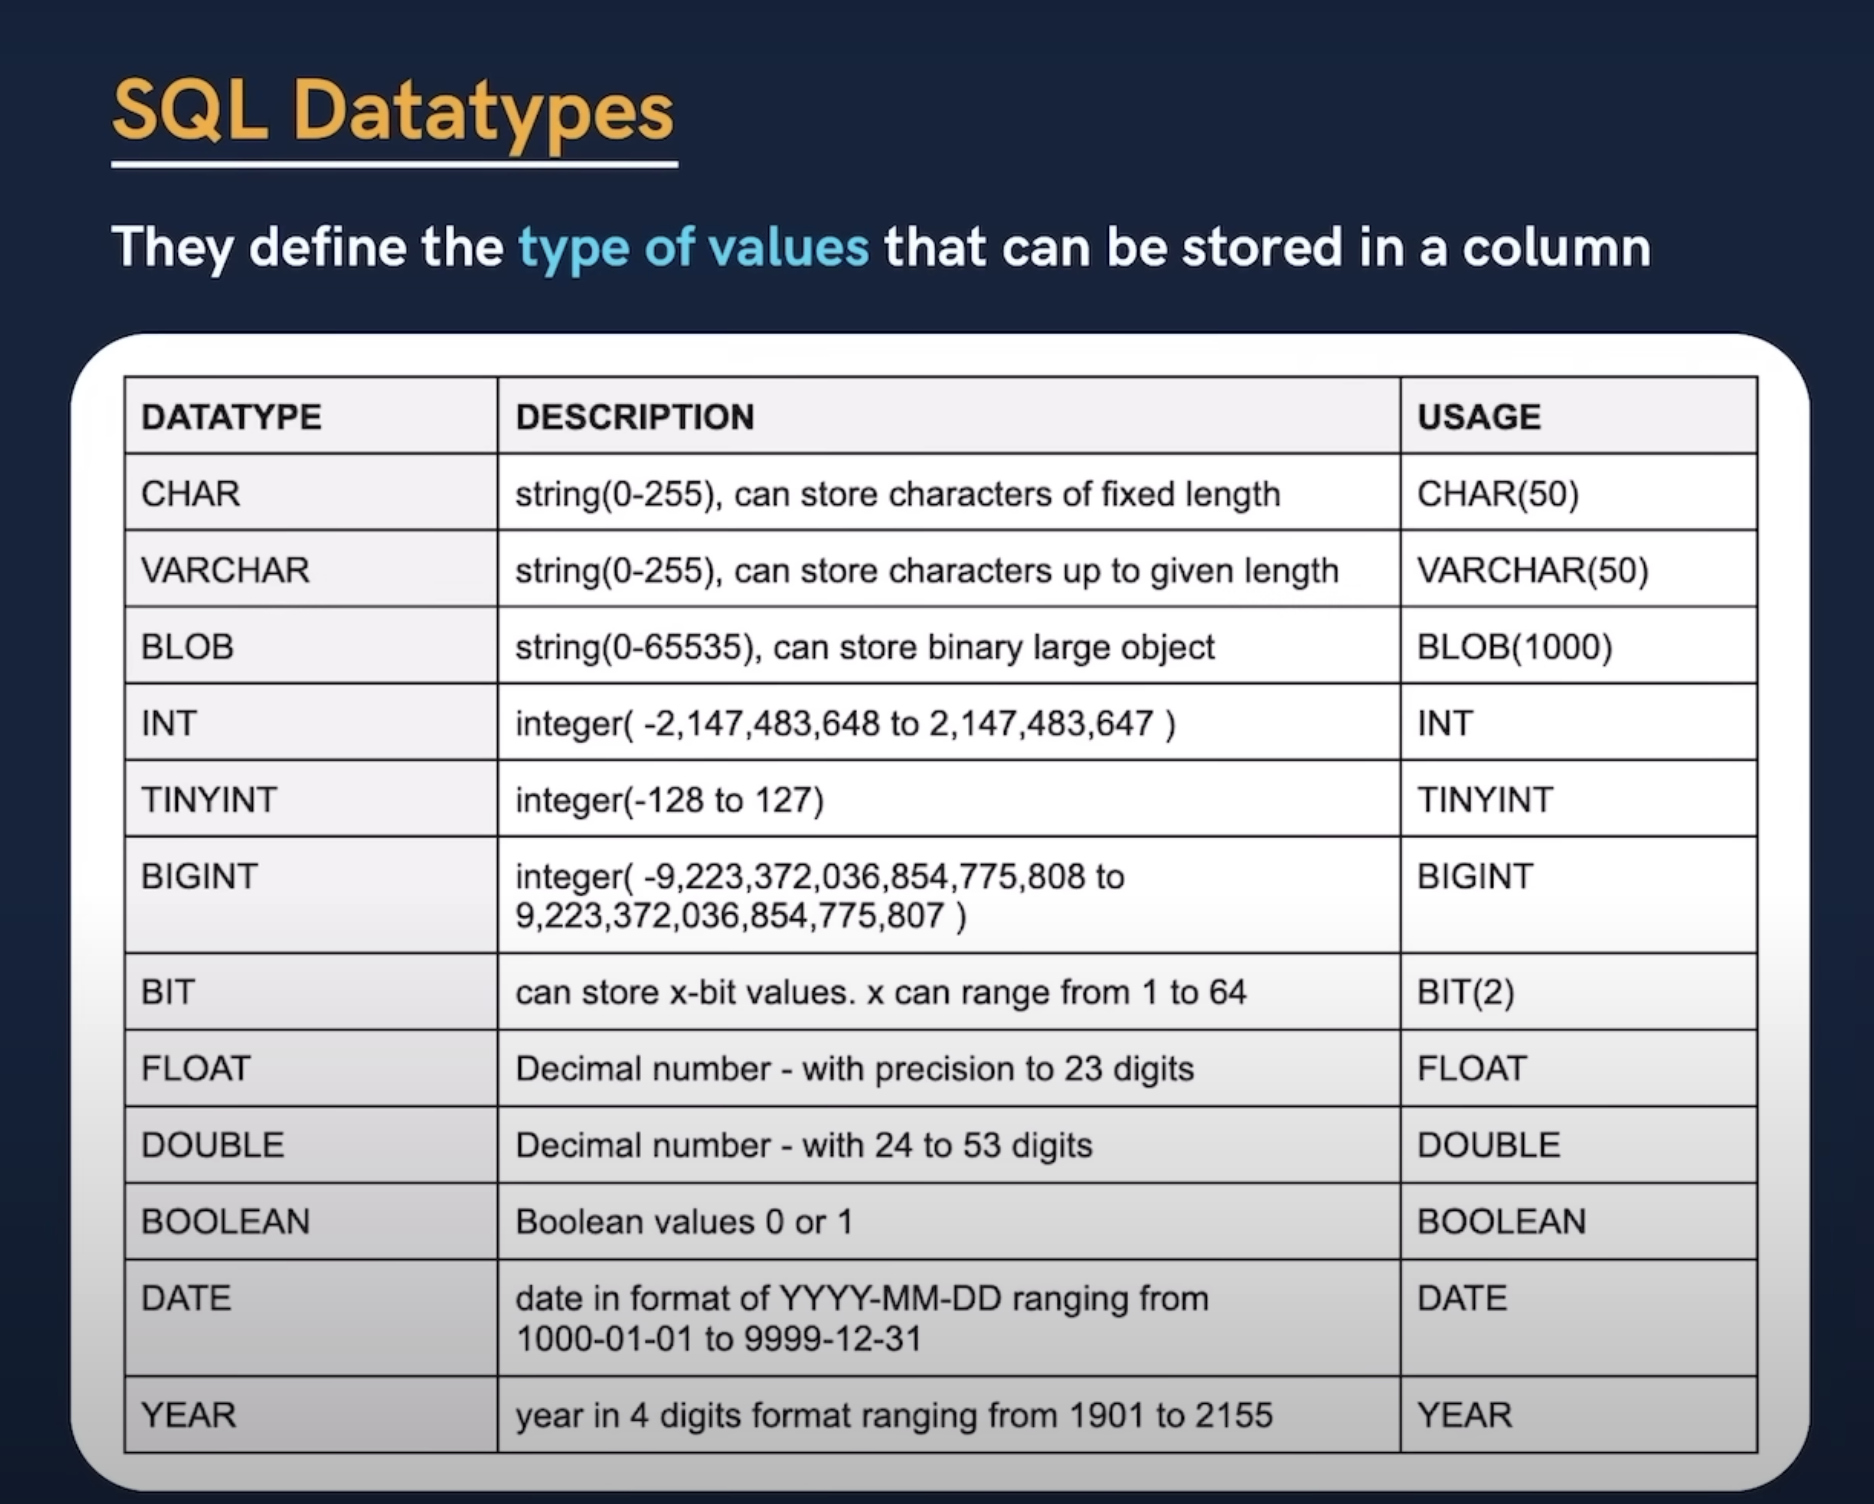 SQL Datatypes
They define the type of values that can be stored in a column
DATATYPE DESCRIPTION USAGE
CHAR string(0-255), can store characters of fixed length CHAR(50)
VARCHAR string(0-255), can store characters up to given length VARCHAR(50)
BLOB string(0-65535), can store binary large object BLOB(1000)
INT integer( -2,147,483,648 to 2,147,483,647 ) INT
TINYINT integer(-128 to 127) TINYINT
BIGINT integer( -9,223,372,036,854,775,808 to BIGINT
9,223,372,036,854,775,807 )
BIT can store x-bit values. x can range from 1 to 64 BIT(2)
FLOAT Decimal number - with precision to 23 digits FLOAT
DOUBLE Decimal number - with 24 to 53 digits DOUBLE
BOOLEAN Boolean values 0 or 1 BOOLEAN
DATE date in format of YYYY-MM-DD ranging from DATE
1000-01-01 to 9999-12-31
YEAR year in 4 digits format ranging from 1901 to 2155 YEAR